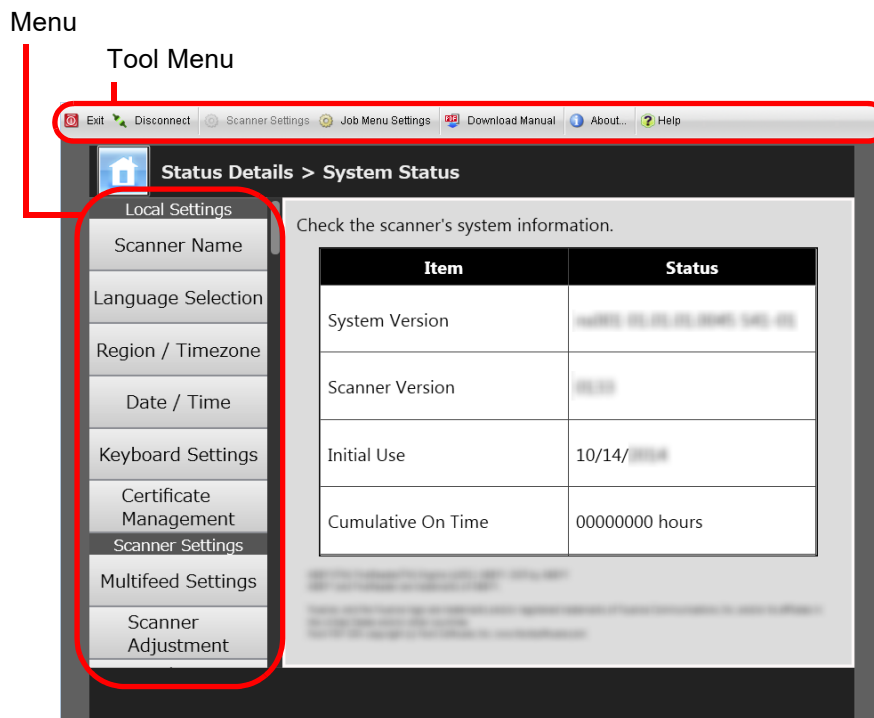 Menu
Tool Menu
Exit Disconnect Scanner Settings Job Menu Settings Download Manual About... Help
Status Details > System Status
Local Settings
Scanner Name
Language Selection
Region / Timezone
Date / Time
Keyboard Settings
Certificate
Management
Scanner Settings
Multifeed Settings
Scanner
Adjustment
Check the scanner's system information.
Item Status
System Version
Scanner Version
Initial Use 10/14/
Cumulative On Time 00000000 hours